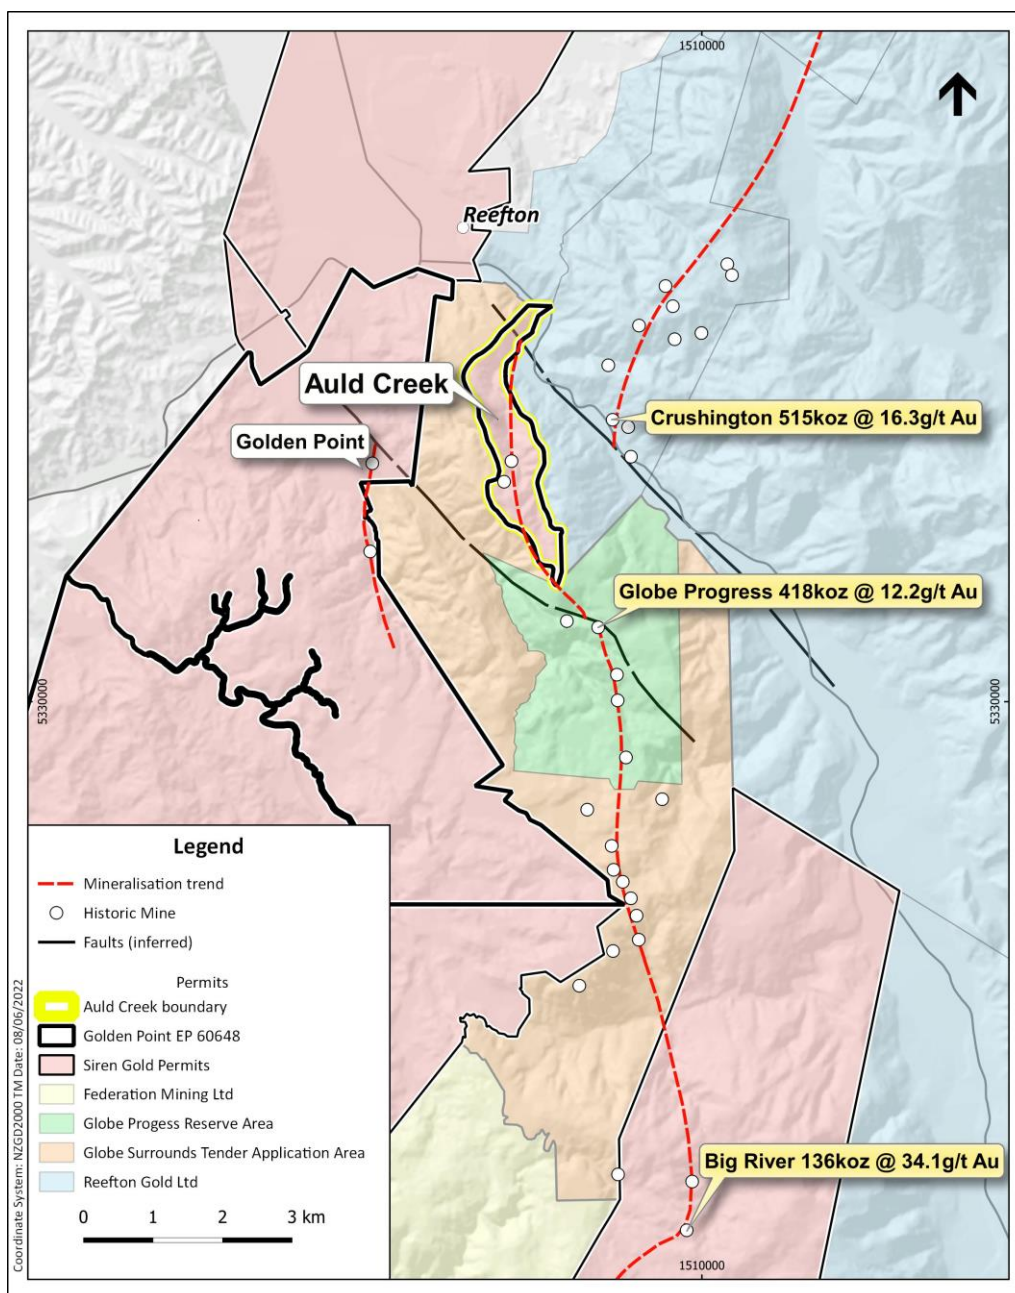 1510000
Reefton
Auld Creek
Crushington 515koz @ 16.3g/t Au
Golden Point
Globe Progress 418koz @ 12.2g/t Au
5330000
5330000
Legend
Mineralisation trend
Historic Mine
Faults (inferred)
Permits
Auld Creek boundary
Golden Point EP 60648
Siren Gold Permits
Federation Mining Ltd
Globe Progess Reserve Area
Globe Surrounds Tender Application Area
Reefton Gold Ltd
0 1 2 3 km
Big River 136koz @ 34.1g/t Au
1510000
Coordinate System: NZGD2000 TM Date: 08/06/2022